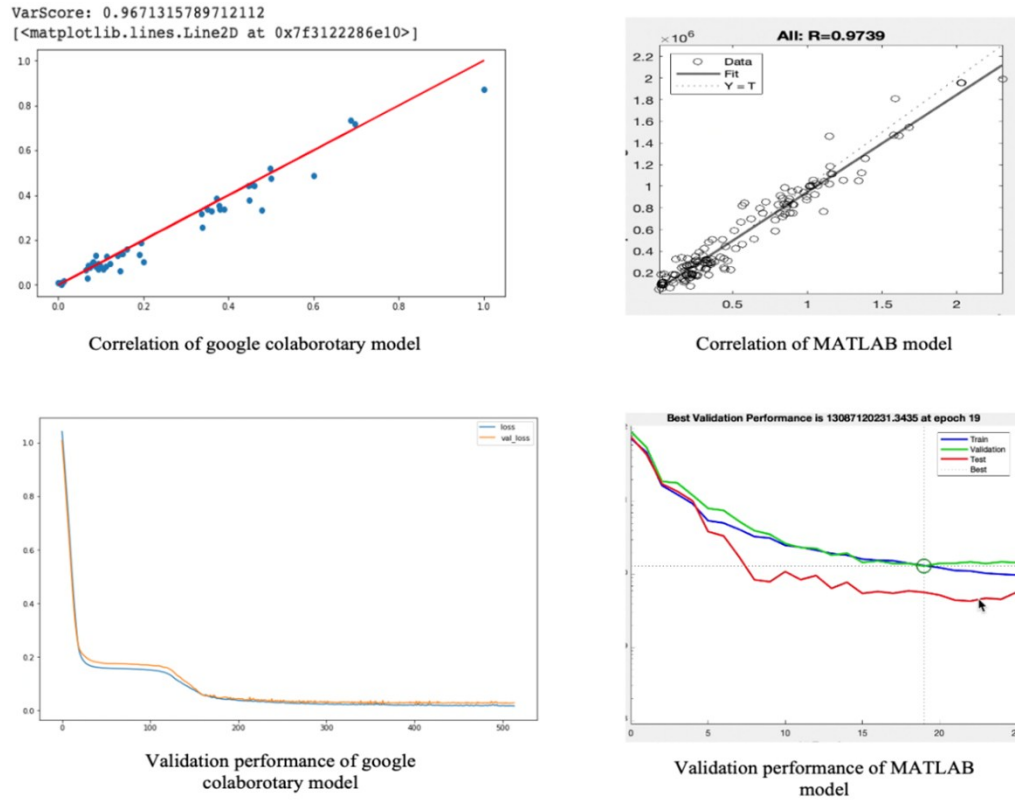 VarScore: 0.9671315789712112
[<matplotlib.lines.Line2D at 0x7f3122286e10>]
1.0
0.8
0.6
0.4
0.2
0.0
0.0 0.2 0.4 0.6 0.8 1.0
Correlation of google colaborotary model
All: R=0.9739
×10⁶
2.2
2
1.8
1.6
1.4
1.2
1
0.8
0.6
0.4
0.2
Data
Fit
Y = T
0.5 1 1.5 2
Correlation of MATLAB model
loss
val_loss
1.0
0.8
0.6
0.4
0.2
0.0
0 100 200 300 400 500
Validation performance of google
colaborotary model
Best Validation Performance is 13087120231.3435 at epoch 19
Train
Validation
Test
Best
0 5 10 15 20
Validation performance of MATLAB
model